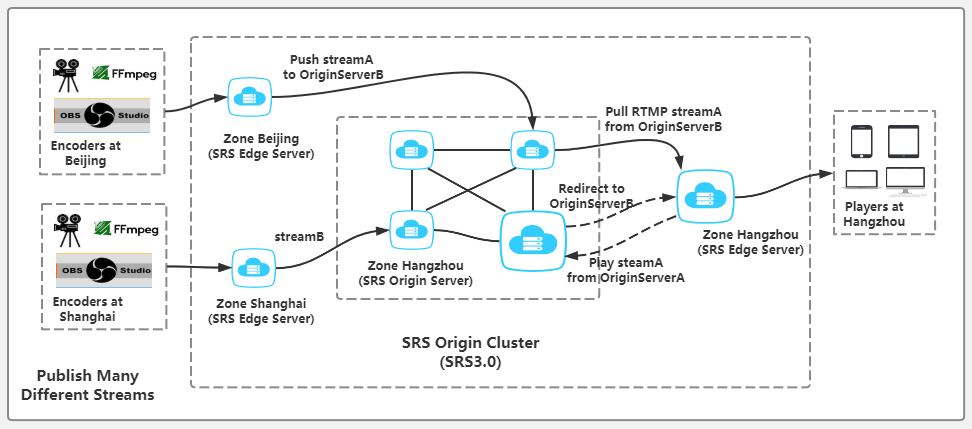 FFmpeg
OBS Studio
Encoders at
Beijing
Zone Beijing
(SRS Edge Server)
Push streamA
to OriginServerB
Pull RTMP streamA
from OriginServerB
Redirect to
OriginServerB
Play steamA
from OriginServerA
Zone Hangzhou
(SRS Edge Server)
Players at
Hangzhou
FFmpeg
OBS Studio
Encoders at
Shanghai
Zone Shanghai
(SRS Edge Server)
streamB
Zone Hangzhou
(SRS Origin Server)
SRS Origin Cluster
(SRS3.0)
Publish Many
Different Streams